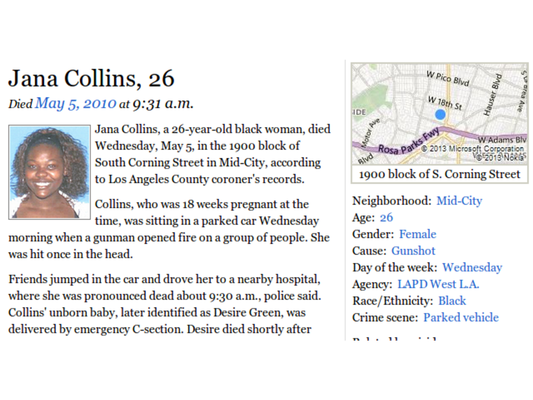 Jana Collins, 26
Died May 5, 2010 at 9:31 a.m.
Jana Collins, a 26-year-old black woman, died
Wednesday, May 5, in the 1900 block of
South Corning Street in Mid-City, according
to Los Angeles County coroner's records.
Collins, who was 18 weeks pregnant at the
time, was sitting in a parked car Wednesday
morning when a gunman opened fire on a group of people. She
was hit once in the head.
Friends jumped in the car and drove her to a nearby hospital,
where she was pronounced dead about 9:30 a.m., police said.
Collins' unborn baby, later identified as Desire Green, was
delivered by emergency C-section. Desire died shortly after
W Pico Blvd
W 18th St
Hauser Blvd
IDE
Motor Ave
Rosa Parks Fwy
W Adams Blv
Blvd
© 2013 Microsoft Corporation
© 2013 Nokia
1900 block of S. Corning Street
Neighborhood: Mid-City
Age: 26
Gender: Female
Cause: Gunshot
Day of the week: Wednesday
Agency: LAPD West L.A.
Race/Ethnicity: Black
Crime scene: Parked vehicle